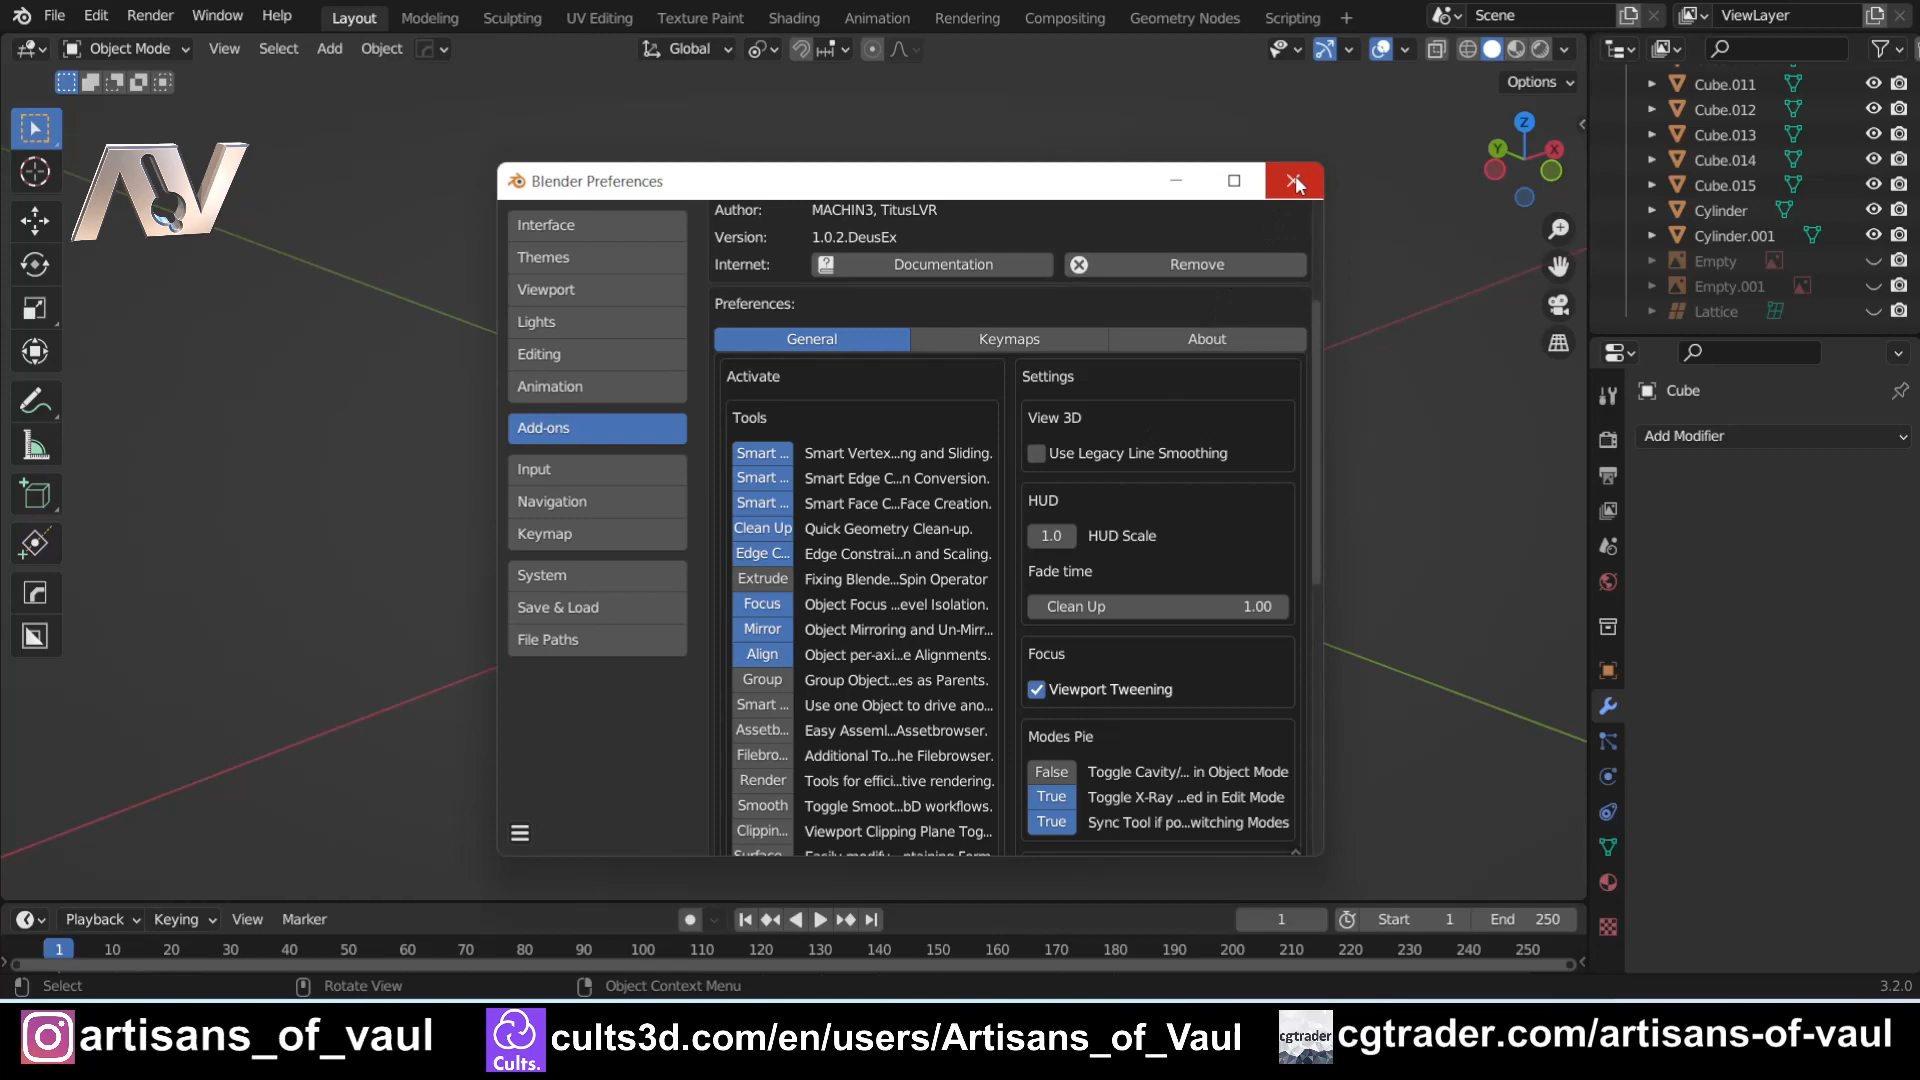 File Edit Render Window Help Layout Modeling Sculpting UV Editing Texture Paint Shading Animation Rendering Compositing Geometry Nodes Scripting + Scene ViewLayer
Object Mode View Select Add Object Global
Options
Cube.011
Cube.012
Cube.013
Cube.014
Cube.015
Cylinder
Cylinder.001
Empty
Empty.001
Lattice
Z
Y
X
AV
Blender Preferences
Interface
Themes
Viewport
Lights
Editing
Animation
Add-ons
Input
Navigation
Keymap
System
Save & Load
File Paths
Author: MACHIN3, TitusLVR
Version: 1.0.2.DeusEx
Internet: Documentation Remove
Preferences:
General Keymaps About
Activate
Tools
Smart ... Smart Vertex...ng and Sliding.
Smart ... Smart Edge C...n Conversion.
Smart ... Smart Face C...Face Creation.
Clean Up Quick Geometry Clean-up.
Edge C... Edge Constrai...n and Scaling.
Extrude Fixing Blende...Spin Operator
Focus Object Focus ...evel Isolation.
Mirror Object Mirroring and Un-Mirr...
Align Object per-axi...e Alignments.
Group Group Object...es as Parents.
Smart ... Use one Object to drive ano...
Assetb... Easy Aseml...Assetbrowser.
Filebro... Additional To...he Filebrowser.
Render Tools for effici...tive rendering.
Smooth Toggle Smoot...bD workflows.
Clippin... Viewport Clipping Plane Tog...
Settings
View 3D
Use Legacy Line Smoothing
HUD
1.0 HUD Scale
Fade time
Clean Up 1.00
Focus
Viewport Tweening
Modes Pie
False Toggle Cavity/... in Object Mode
True Toggle X-Ray ...ed in Edit Mode
True Sync Tool if po...witching Modes
Cube
Add Modifier
Playback Keying View Marker 1 Start 1 End 250
1 10 20 30 40 50 60 70 80 90 100 110 120 130 140 150 160 170 180 190 200 210 220 230 240 250
Select Rotate View Object Context Menu 3.2.0
artisans_of_vaul
Cults.
cults3d.com/en/users/Artisans_of_Vaul
cgtrader
cgtrader.com/artisans-of-vaul